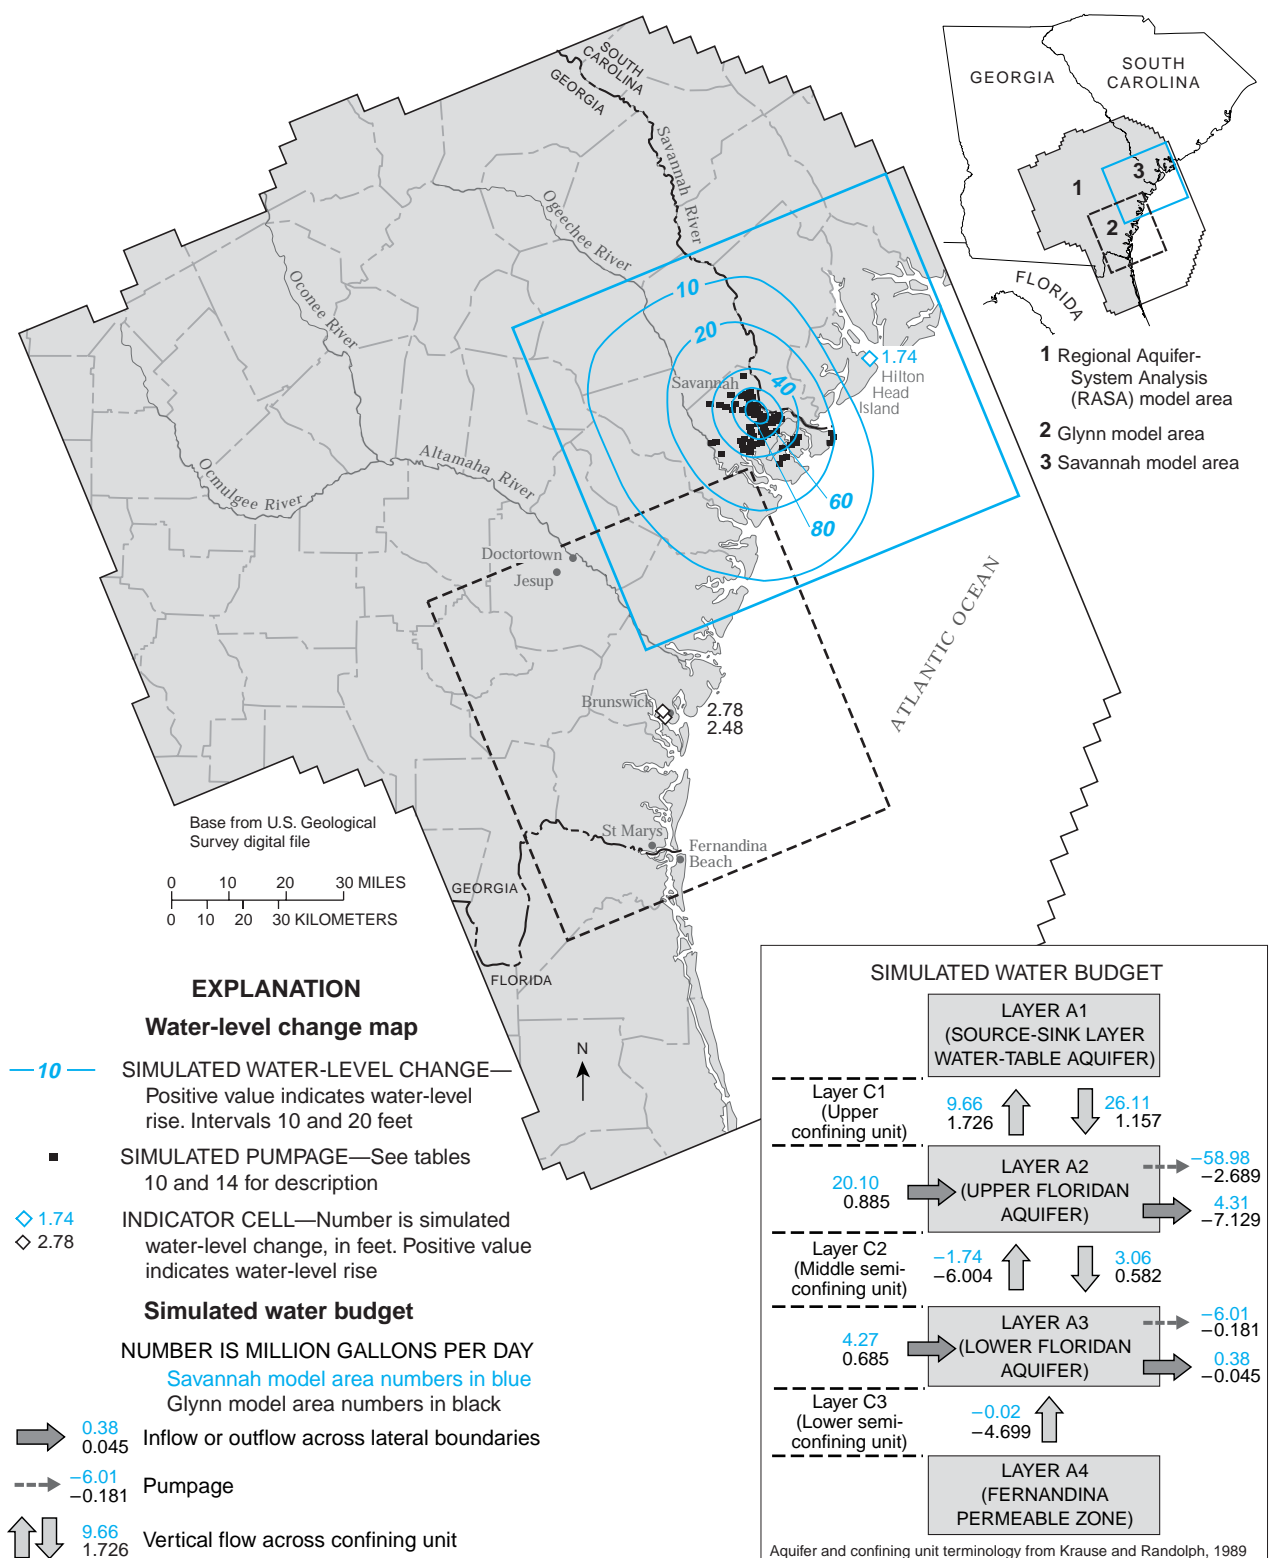 SOUTH
CAROLINA
GEORGIA
Savannah River
Ogeechee River
Oconee River
Ocmulgee River
Altamaha River
10
20
40
60
80
Savannah
1.74
Hilton
Head
Island
Doctortown
Jesup
Brunswick
2.78
2.48
St Marys
Fernandina
Beach
GEORGIA
FLORIDA
ATLANTIC OCEAN
N
Base from U.S. Geological
Survey digital file
0 10 20 30 MILES
0 10 20 30 KILOMETERS
GEORGIA
SOUTH
CAROLINA
FLORIDA
1
2
3
1 Regional Aquifer-
System Analysis
(RASA) model area
2 Glynn model area
3 Savannah model area
EXPLANATION
Water-level change map
10 SIMULATED WATER-LEVEL CHANGE—
Positive value indicates water-level
rise. Intervals 10 and 20 feet
SIMULATED PUMPAGE—See tables
10 and 14 for description
1.74 INDICATOR CELL—Number is simulated
2.78 water-level change, in feet. Positive value
indicates water-level rise
Simulated water budget
NUMBER IS MILLION GALLONS PER DAY
Savannah model area numbers in blue
Glynn model area numbers in black
0.38
0.045 Inflow or outflow across lateral boundaries
−6.01
−0.181 Pumpage
9.66
1.726 Vertical flow across confining unit
SIMULATED WATER BUDGET
LAYER A1
(SOURCE-SINK LAYER
WATER-TABLE AQUIFER)
Layer C1
(Upper
confining unit)
9.66
1.726
26.11
1.157
20.10
0.885
LAYER A2
(UPPER FLORIDAN
AQUIFER)
−58.98
−2.689
4.31
−7.129
Layer C2
(Middle semi-
confining unit)
−1.74
−6.004
3.06
0.582
4.27
0.685
LAYER A3
(LOWER FLORIDAN
AQUIFER)
−6.01
−0.181
0.38
−0.045
Layer C3
(Lower semi-
confining unit)
−0.02
−4.699
LAYER A4
(FERNANDINA
PERMEABLE ZONE)
Aquifer and confining unit terminology from Krause and Randolph, 1989